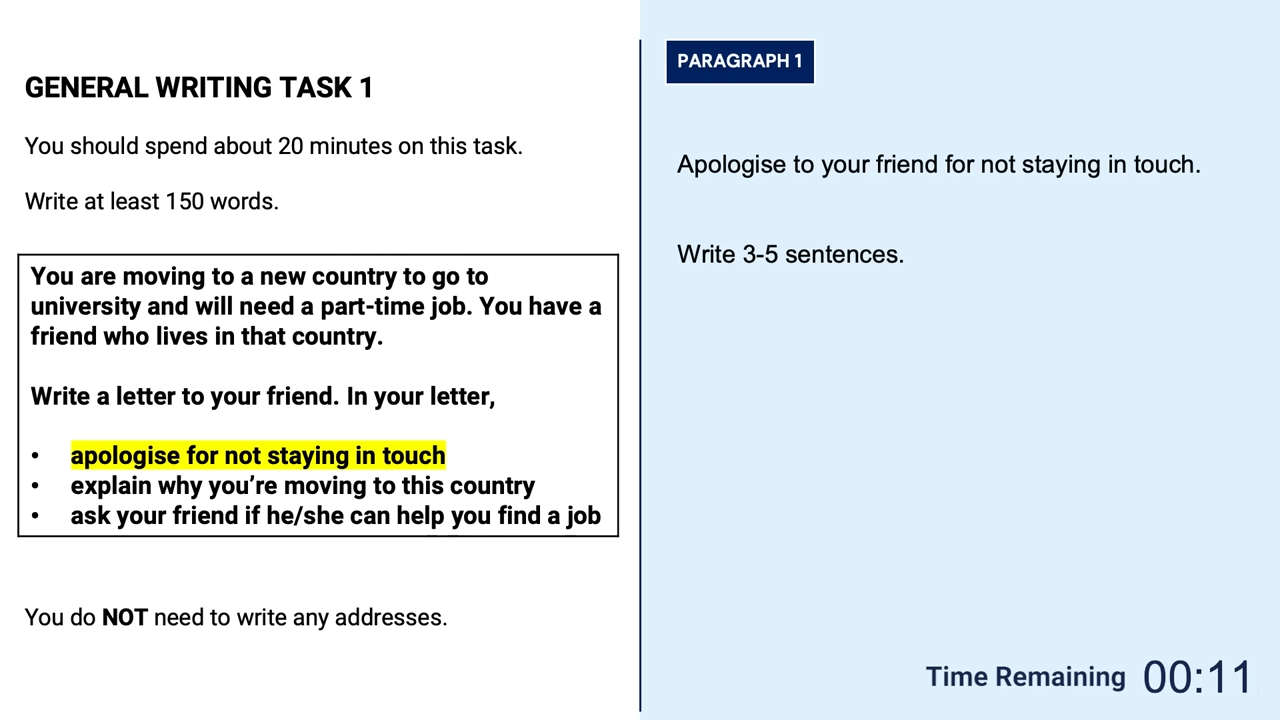 GENERAL WRITING TASK 1
You should spend about 20 minutes on this task.
Write at least 150 words.
You are moving to a new country to go to
university and will need a part-time job. You have a
friend who lives in that country.
Write a letter to your friend. In your letter,
• apologise for not staying in touch
• explain why you’re moving to this country
• ask your friend if he/she can help you find a job
You do NOT need to write any addresses.
PARAGRAPH 1
Apologise to your friend for not staying in touch.
Write 3-5 sentences.
Time Remaining 00:11